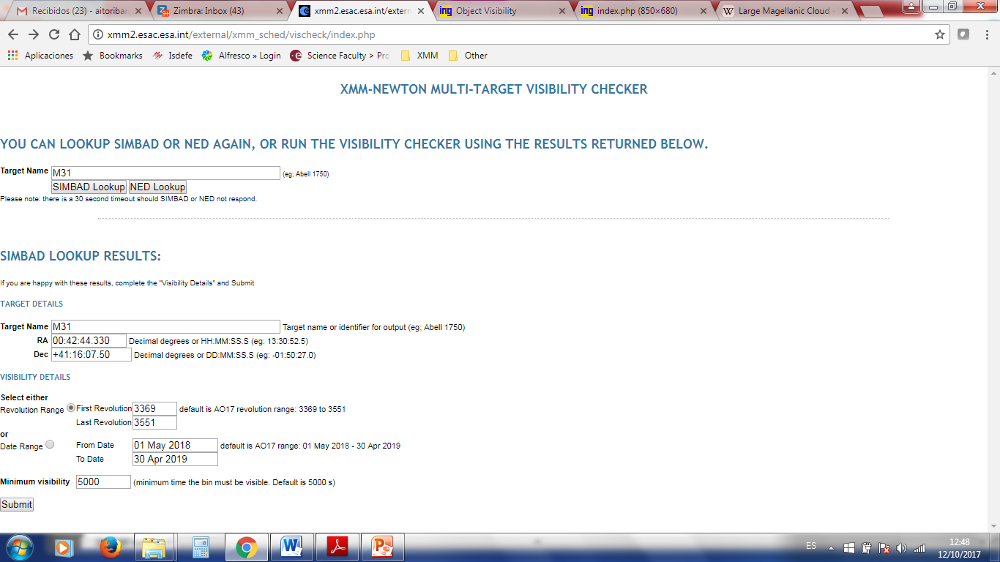 Recibidos (23) - aitoribar
Zimbra: Inbox (43)
xmm2.esac.esa.int/extern
ing Object Visibility
ing index.php (850×680)
W Large Magellanic Cloud -
xmm2.esac.esa.int/external/xmm_sched/vischeck/index.php
Aplicaciones Bookmarks Isdefe Alfresco » Login Science Faculty > Pro XMM Other
XMM-NEWTON MULTI-TARGET VISIBILITY CHECKER
YOU CAN LOOKUP SIMBAD OR NED AGAIN, OR RUN THE VISIBILITY CHECKER USING THE RESULTS RETURNED BELOW.
Target Name M31 (eg; Abell 1750)
SIMBAD Lookup NED Lookup
Please note: there is a 30 second timeout should SIMBAD or NED not respond.
SIMBAD LOOKUP RESULTS:
If you are happy with these results, complete the "Visibility Details" and Submit
TARGET DETAILS
Target Name M31 Target name or identifier for output (eg; Abell 1750)
RA 00:42:44.330 Decimal degrees or HH:MM:SS.S (eg: 13:30:52.5)
Dec +41:16:07.50 Decimal degrees or DD:MM:SS.S (eg: -01:50:27.0)
VISIBILITY DETAILS
Select either
Revolution Range First Revolution 3369 default is AO17 revolution range: 3369 to 3551
Last Revolution 3551
or
Date Range From Date 01 May 2018 default is AO17 range: 01 May 2018 - 30 Apr 2019
To Date 30 Apr 2019
Minimum visibility 5000 (minimum time the bin must be visible. Default is 5000 s)
Submit
ES 12:48
12/10/2017